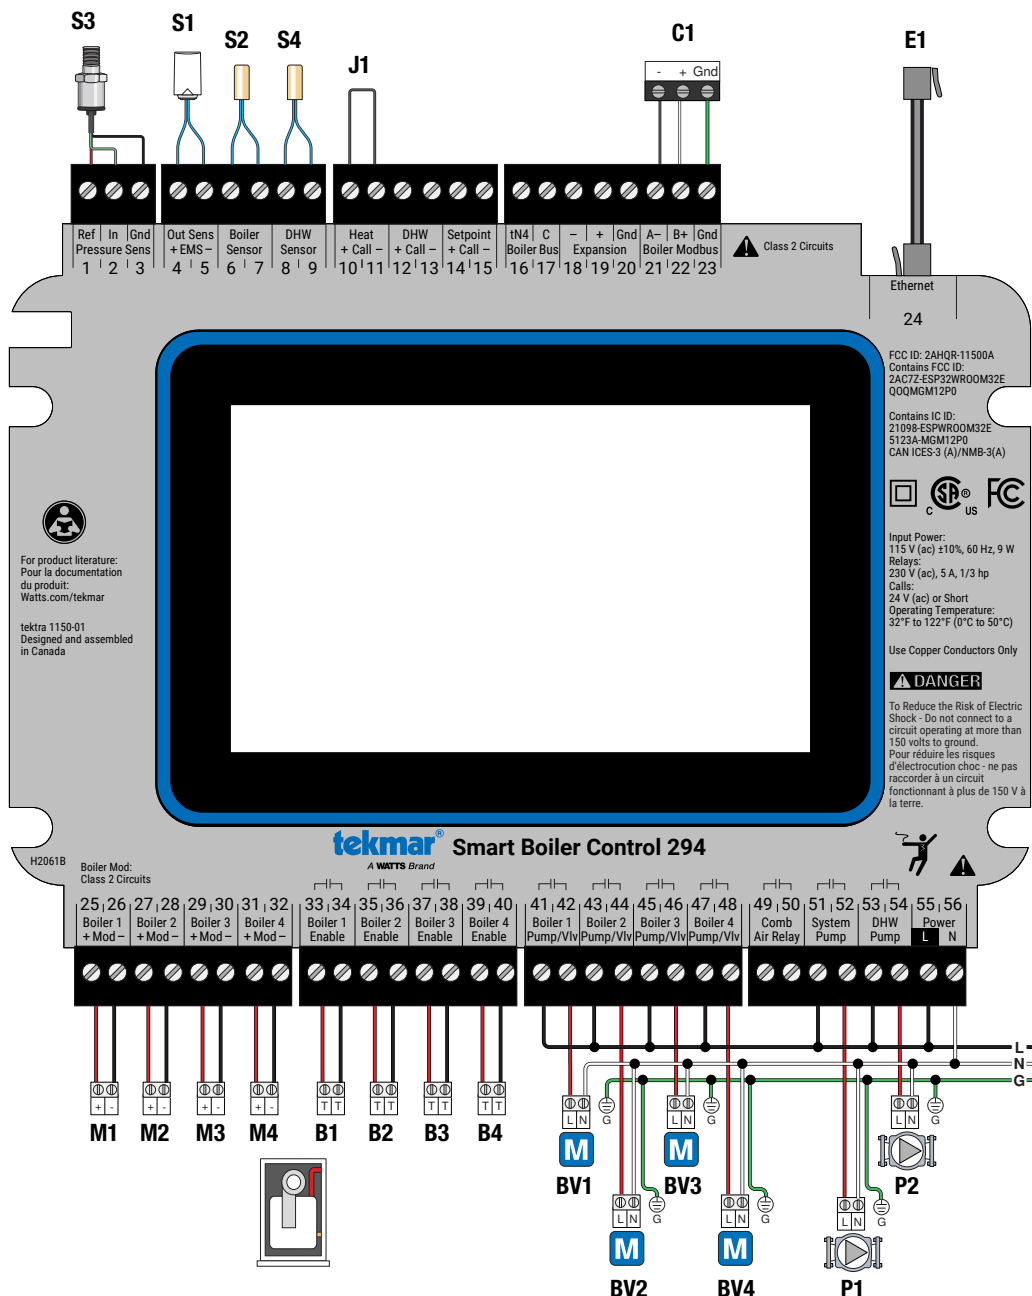 S3 S1 S2 S4 J1 C1 E1
- + Gnd
Ref In Gnd
Pressure Sens
1 2 3
Out Sens
+ EMS –
4 5
Boiler
Sensor
6 7
DHW
Sensor
8 9
Heat
+ Call –
10 11
DHW
+ Call –
12 13
Setpoint
+ Call –
14 15
tN4 C
Boiler Bus
16 17
– + Gnd
Expansion
18 19 20
A– B+ Gnd
Boiler Modbus
21 22 23
Class 2 Circuits
Ethernet
24
FCC ID: 2AHQR-11500A
Contains FCC ID:
2AC7Z-ESP32WROOM32E
QOQMGM12P0
Contains IC ID:
21098-ESPWROOM32E
5123A-MGM12P0
CAN ICES-3 (A)/NMB-3(A)
C SA ® US FC
Input Power:
115 V (ac) ±10%, 60 Hz, 9 W
Relays:
230 V (ac), 5 A, 1/3 hp
Calls:
24 V (ac) or Short
Operating Temperature:
32°F to 122°F (0°C to 50°C)
Use Copper Conductors Only
DANGER
To Reduce the Risk of Electric
Shock - Do not connect to a
circuit operating at more than
150 volts to ground.
Pour réduire les risques
d'électrocution choc - ne pas
raccorder à un circuit
fonctionnant à plus de 150 V à
la terre.
For product literature:
Pour la documentation
du produit:
Watts.com/tekmar
tektra 1150-01
Designed and assembled
in Canada
tekmar® Smart Boiler Control 294
A WATTS Brand
H2061B
Boiler Mod:
Class 2 Circuits
25 26
Boiler 1
+ Mod –
27 28
Boiler 2
+ Mod –
29 30
Boiler 3
+ Mod –
31 32
Boiler 4
+ Mod –
33 34
Boiler 1
Enable
35 36
Boiler 2
Enable
37 38
Boiler 3
Enable
39 40
Boiler 4
Enable
41 42
Boiler 1
Pump/Vlv
43 44
Boiler 2
Pump/Vlv
45 46
Boiler 3
Pump/Vlv
47 48
Boiler 4
Pump/Vlv
49 50
Comb
Air Relay
51 52
System
Pump
53 54
DHW
Pump
55 56
Power
L N
L
N
G
+ - + - + - + -
T T T T T T T T
M1 M2 M3 M4 B1 B2 B3 B4
L N G
M
BV1
L N G
M
BV3
L N G
P2
L N G
M
BV2
L N G
M
BV4
L N G
P1